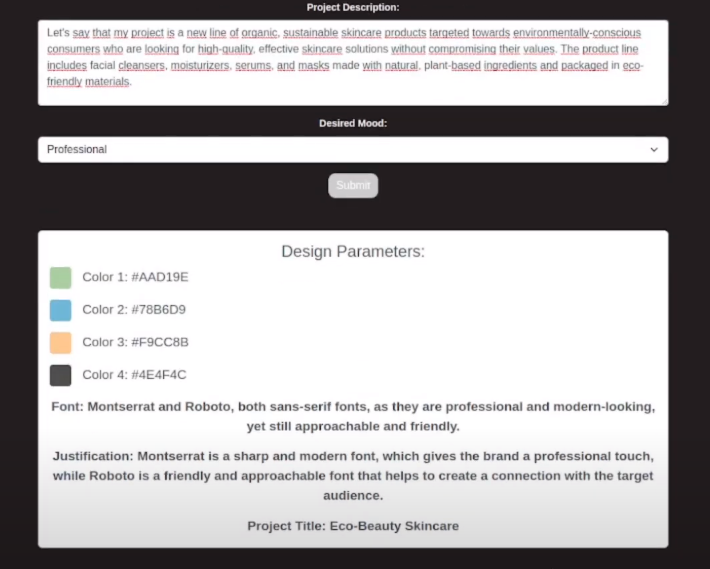 Project Description:
Let's say that my project is a new line of organic, sustainable skincare products targeted towards environmentally-conscious
consumers who are looking for high-quality, effective skincare solutions without compromising their values. The product line
includes facial cleansers, moisturizers, serums, and masks made with natural, plant-based ingredients and packaged in eco-
friendly materials.
Desired Mood:
Professional
Submit
Design Parameters:
Color 1: #AAD19E
Color 2: #78B6D9
Color 3: #F9CC8B
Color 4: #4E4F4C
Font: Montserrat and Roboto, both sans-serif fonts, as they are professional and modern-looking,
yet still approachable and friendly.
Justification: Montserrat is a sharp and modern font, which gives the brand a professional touch,
while Roboto is a friendly and approachable font that helps to create a connection with the target
audience.
Project Title: Eco-Beauty Skincare